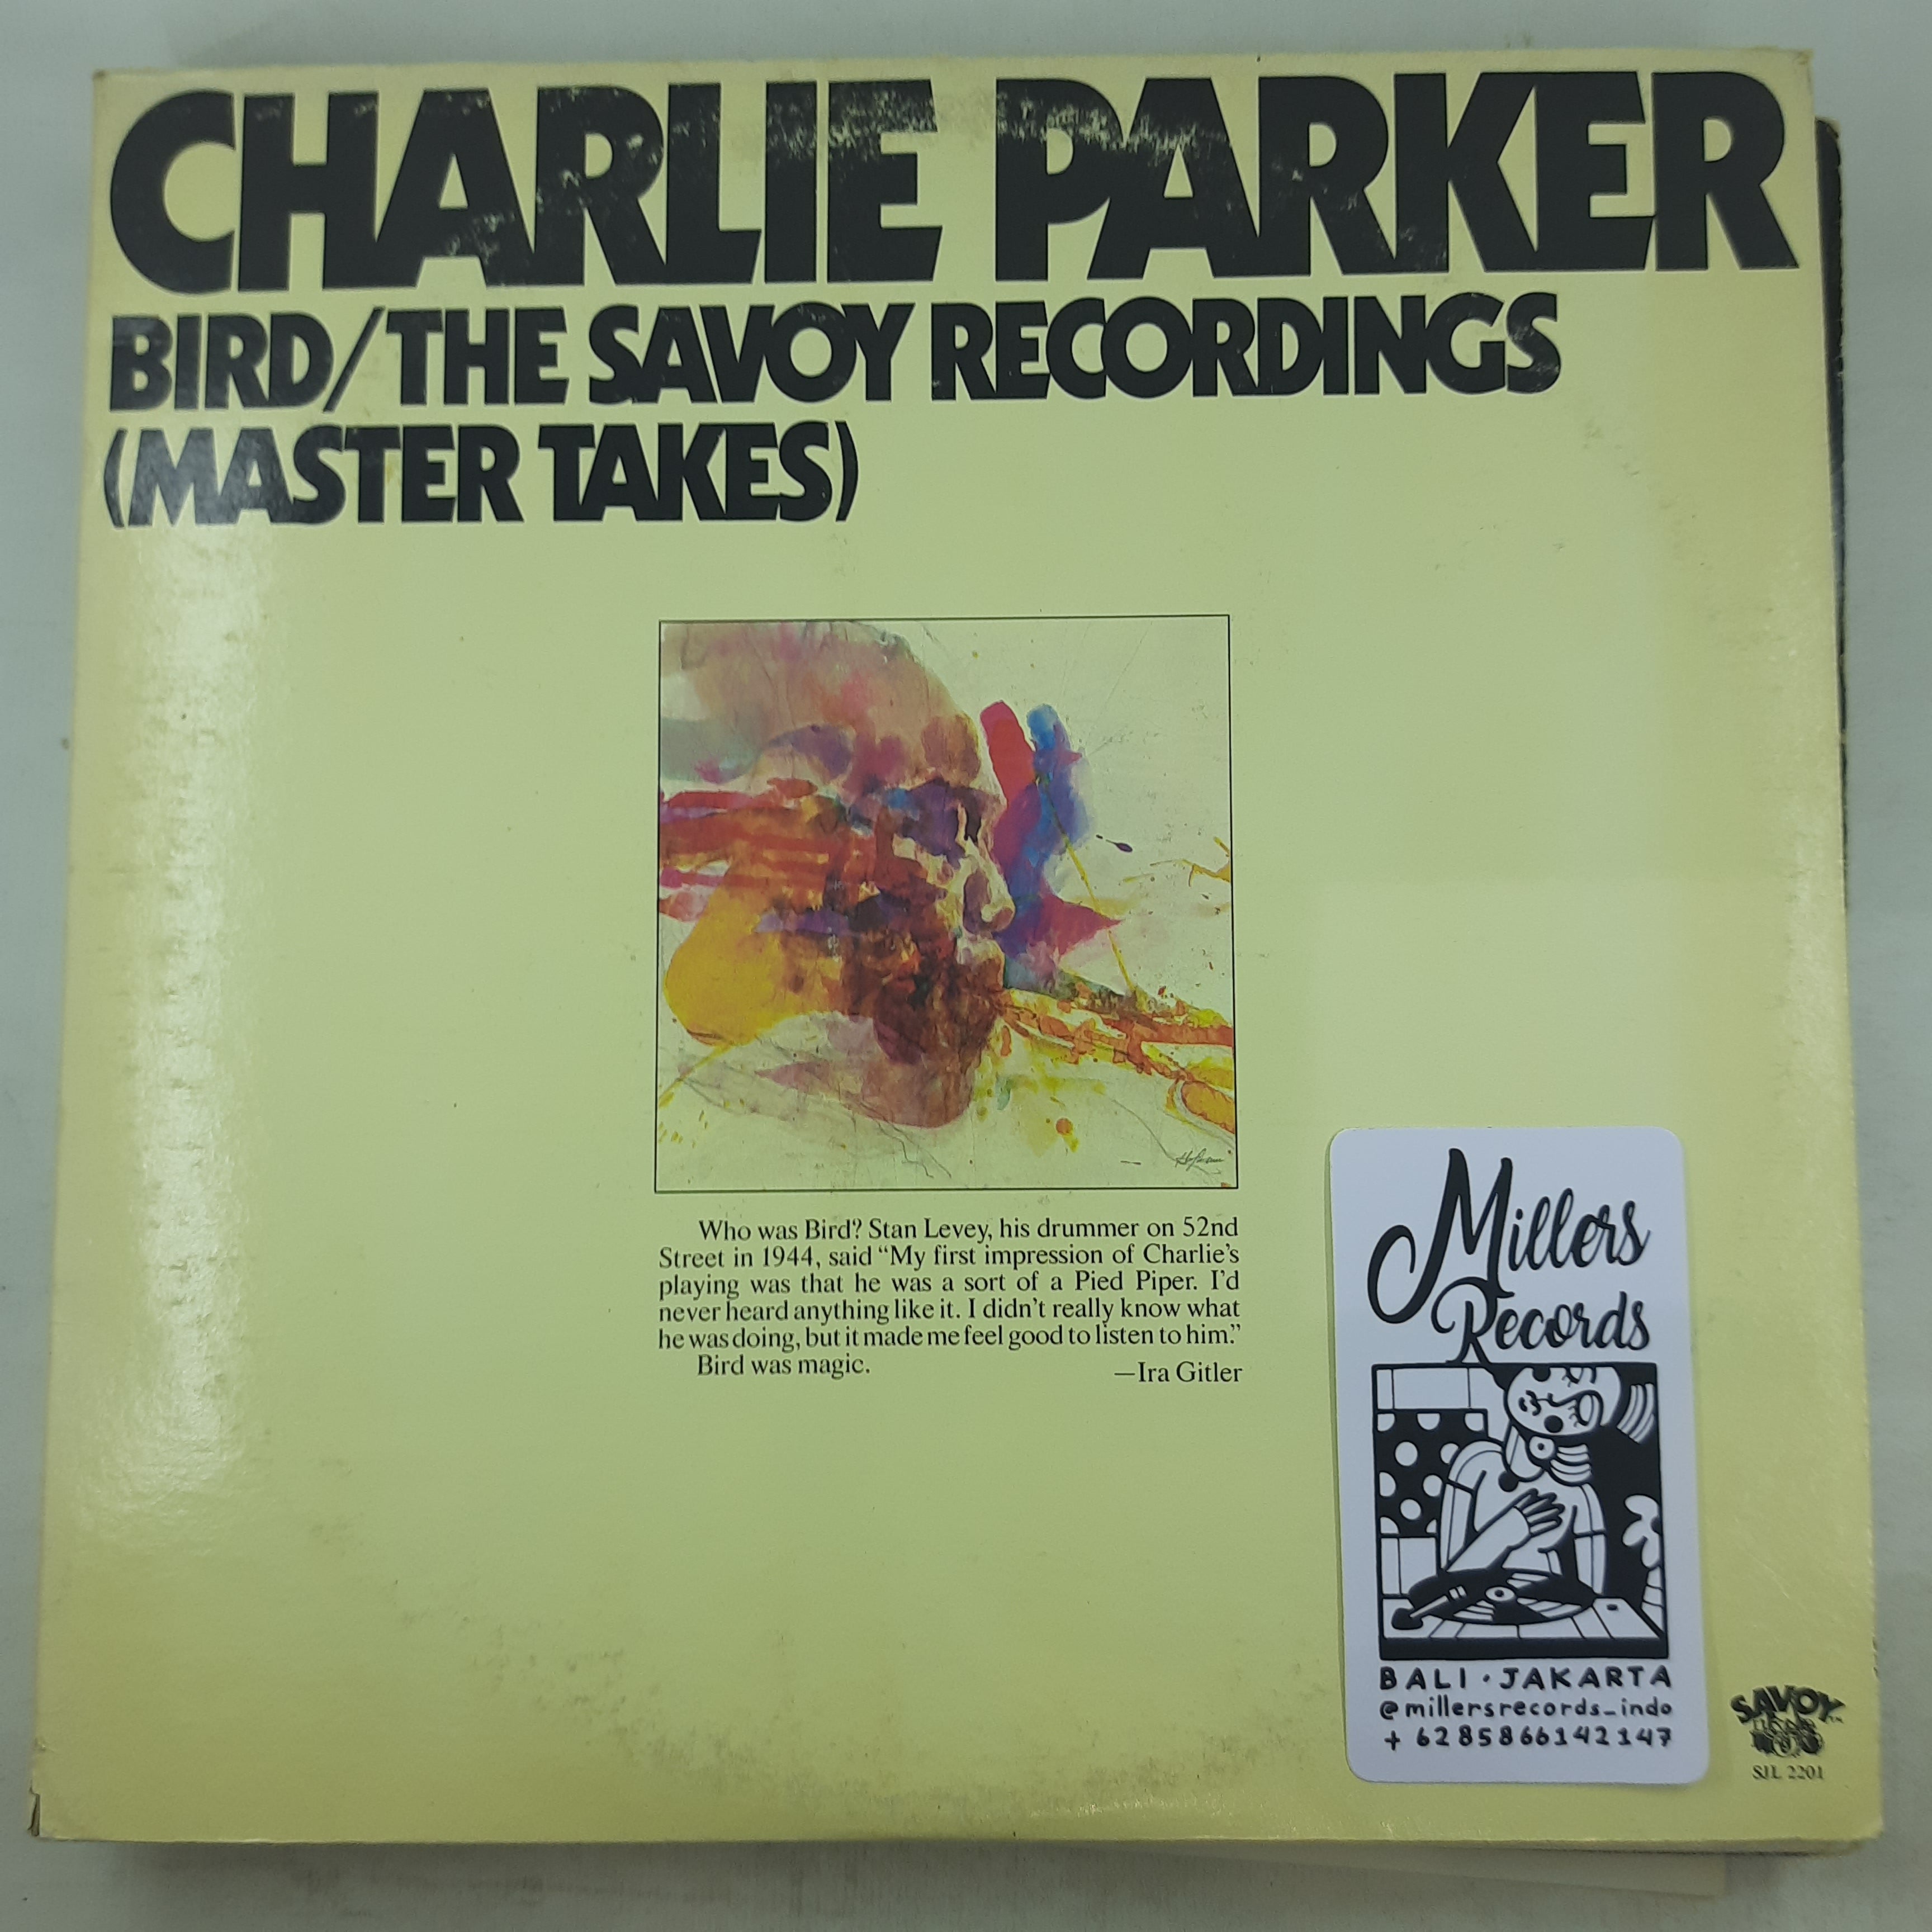 CHARLIE PARKER
BIRD/THE SAVOY RECORDINGS
(MASTER TAKES)
Who was Bird? Stan Levey, his drummer on 52nd
Street in 1944, said “My first impression of Charlie’s
playing was that he was a sort of a Pied Piper. I’d
never heard anything like it. I didn’t really know what
he was doing, but it made me feel good to listen to him.”
Bird was magic.
—Ira Gitler
Millers
Records
BALI · JAKARTA
@millersrecords_indo
+ 6285866142147
SAVOY
SJL 2201